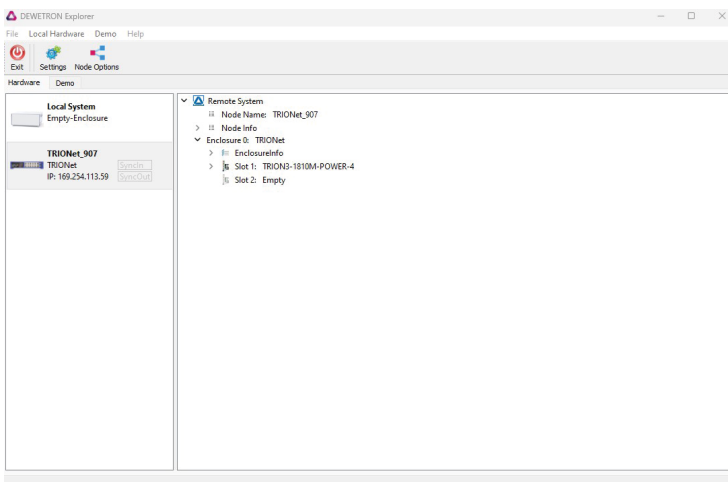 DEWETRON Explorer
File Local Hardware Demo Help
Exit Settings Node Options
Hardware Demo
Local System
Empty-Enclosure
TRIONet_907
TRIONet SyncIn
IP: 169.254.113.59 SyncOut
Remote System
Node Name: TRIONet_907
Node Info
Enclosure 0: TRIONet
EnclosureInfo
Slot 1: TRION3-1810M-POWER-4
Slot 2: Empty